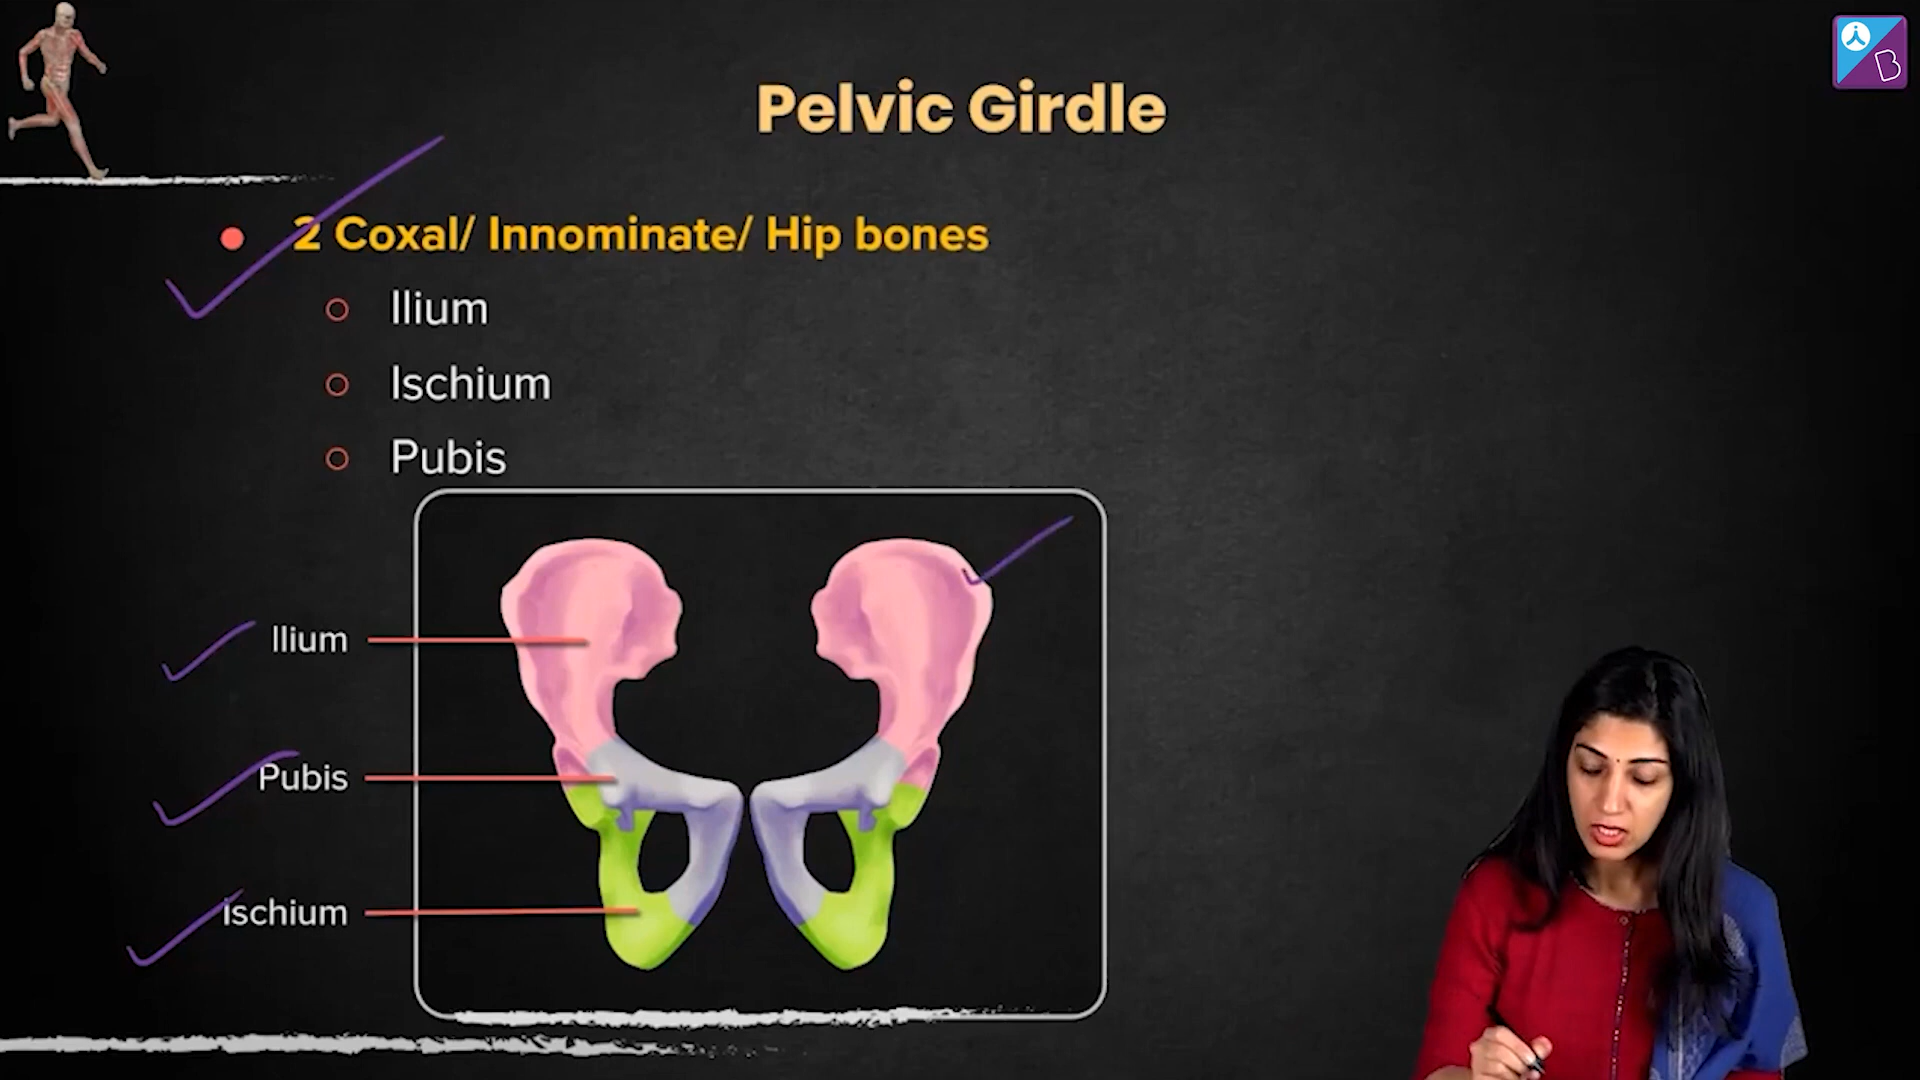 Pelvic Girdle
2 Coxal/ Innominate/ Hip bones
Ilium
Ischium
Pubis
Ilium
Pubis
Ischium
B